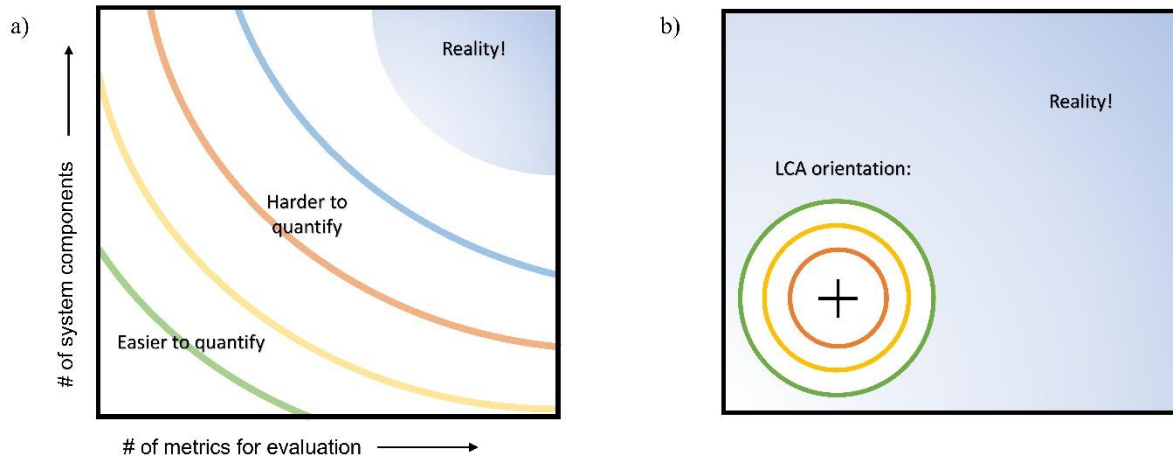 a)
Reality!
Harder to
quantify
Easier to quantify
# of system components
# of metrics for evaluation
b)
Reality!
LCA orientation: